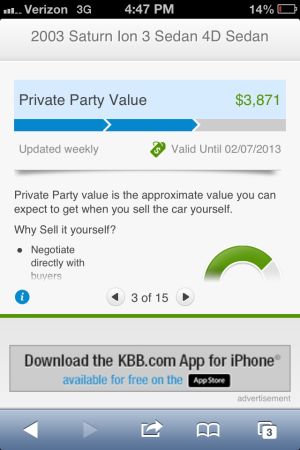 Verizon 3G 4:47 PM 14%
2003 Saturn Ion 3 Sedan 4D Sedan
Private Party Value $3,871
Updated weekly Valid Until 02/07/2013
Private Party value is the approximate value you can
expect to get when you sell the car yourself.
Why Sell it yourself?
• Negotiate
directly with
buyers
i 3 of 15
Download the KBB.com App for iPhone®
available for free on the App Store
advertisement
3